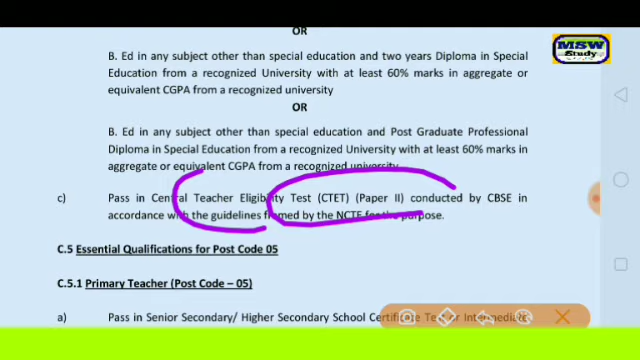 OR
MSW
Study
B. Ed in any subject other than special education and two years Diploma in Special
Education from a recognized University with at least 60% marks in aggregate or
equivalent CGPA from a recognized university
OR
B. Ed in any subject other than special education and Post Graduate Professional
Diploma in Special Education from a recognized University with at least 60% marks in
aggregate or equivalent CGPA from a recognized university
c) Pass in Central Teacher Eligibility Test (CTET) (Paper II) conducted by CBSE in
accordance with the guidelines framed by the NCTE for the purpose.
C.5 Essential Qualifications for Post Code 05
C.5.1 Primary Teacher (Post Code – 05)
a) Pass in Senior Secondary/ Higher Secondary School Certificate Test or Intermediate